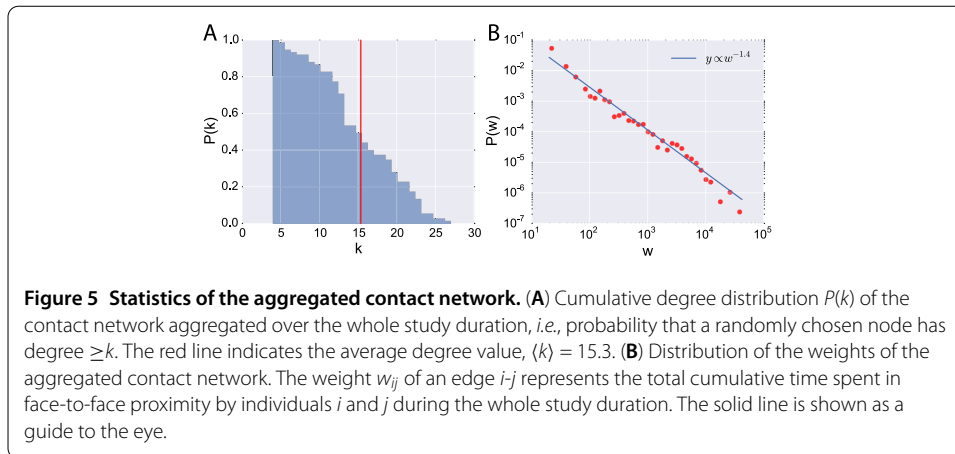 A
B
1.0
0.8
0.6
0.4
0.2
0.0
P(k)
0 5 10 15 20 25 30
k
10^-1
10^-2
10^-3
10^-4
10^-5
10^-6
10^-7
P(w)
y ∝ w^-1.4
10^1 10^2 10^3 10^4 10^5
w
Figure 5 Statistics of the aggregated contact network. (A) Cumulative degree distribution P(k) of the
contact network aggregated over the whole study duration, i.e., probability that a randomly chosen node has
degree ≥k. The red line indicates the average degree value, ⟨k⟩ = 15.3. (B) Distribution of the weights of the
aggregated contact network. The weight w_ij of an edge i-j represents the total cumulative time spent in
face-to-face proximity by individuals i and j during the whole study duration. The solid line is shown as a
guide to the eye.